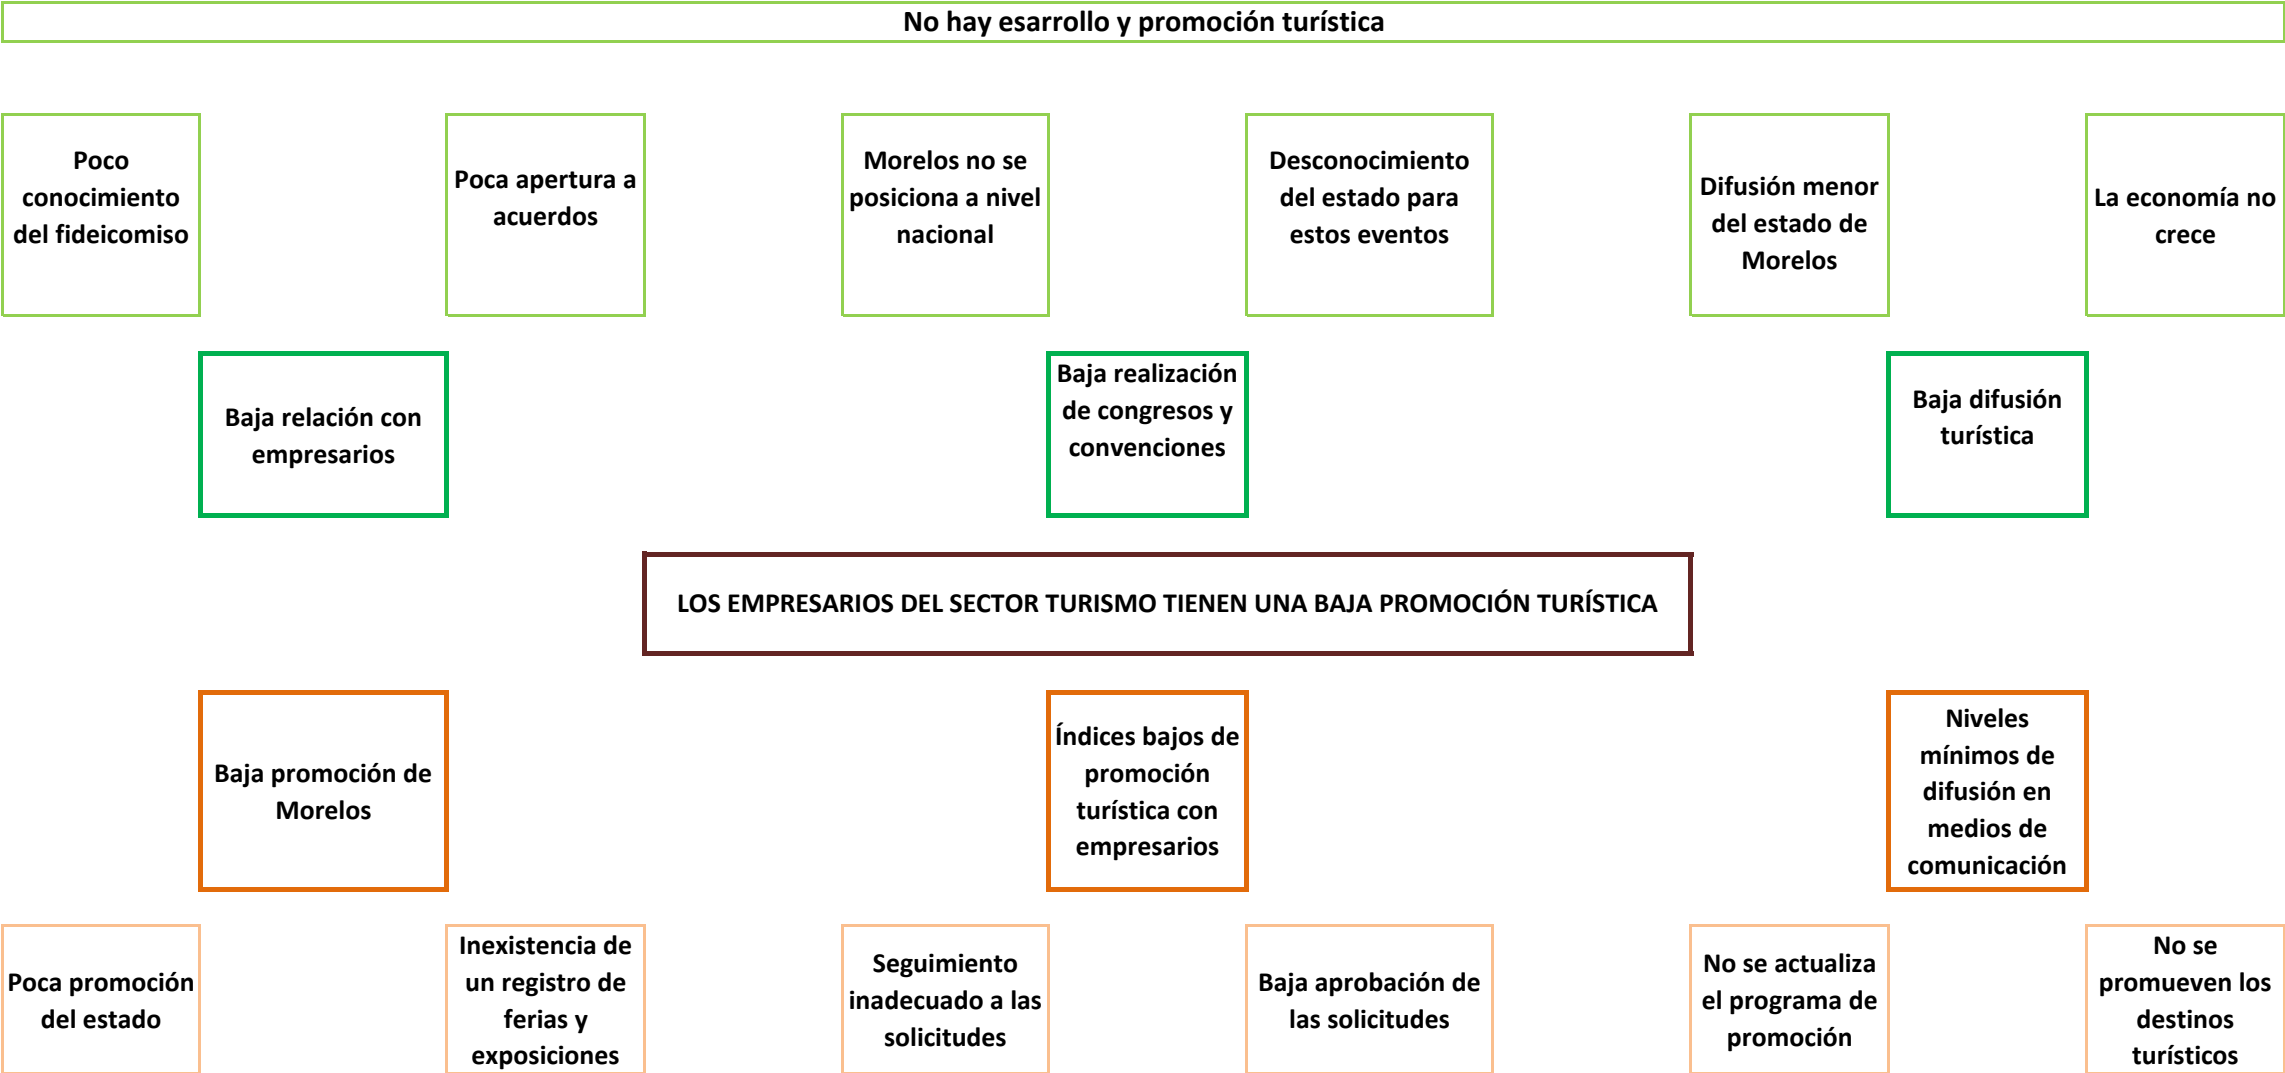 No hay esarrollo y promoción turística
Poco
conocimiento
del fideicomiso
Poca apertura a
acuerdos
Morelos no se
posiciona a nivel
nacional
Desconocimiento
del estado para
estos eventos
Difusión menor
del estado de
Morelos
La economía no
crece
Baja relación con
empresarios
Baja realización
de congresos y
convenciones
Baja difusión
turística
LOS EMPRESARIOS DEL SECTOR TURISMO TIENEN UNA BAJA PROMOCIÓN TURÍSTICA
Baja promoción de
Morelos
Índices bajos de
promoción
turística con
empresarios
Niveles
mínimos de
difusión en
medios de
comunicación
Poca promoción
del estado
Inexistencia de
un registro de
ferias y
exposiciones
Seguimiento
inadecuado a las
solicitudes
Baja aprobación de
las solicitudes
No se actualiza
el programa de
promoción
No se
promueven los
destinos
turísticos